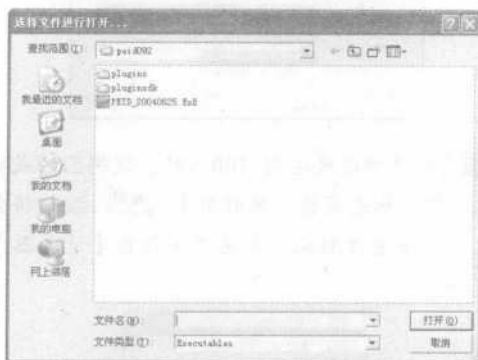 选择文件进行打开...
查找范围(I): peid092
plugins
pluginsdk
PEID_20040625.ExE
我最近的文档
桌面
我的文档
我的电脑
网上邻居
文件名(N): 打开(O)
文件类型(T): Executables 取消